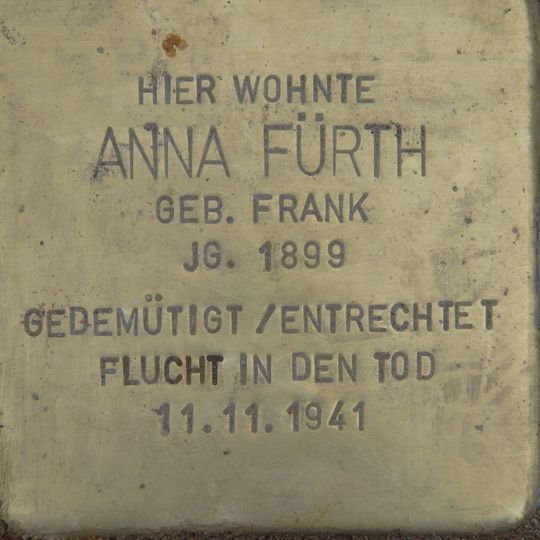 HIER WOHNTE
ANNA FÜRTH
GEB. FRANK
JG. 1899
GEDEMÜTIGT / ENTRECHTET
FLUCHT IN DEN TOD
11.11.1941